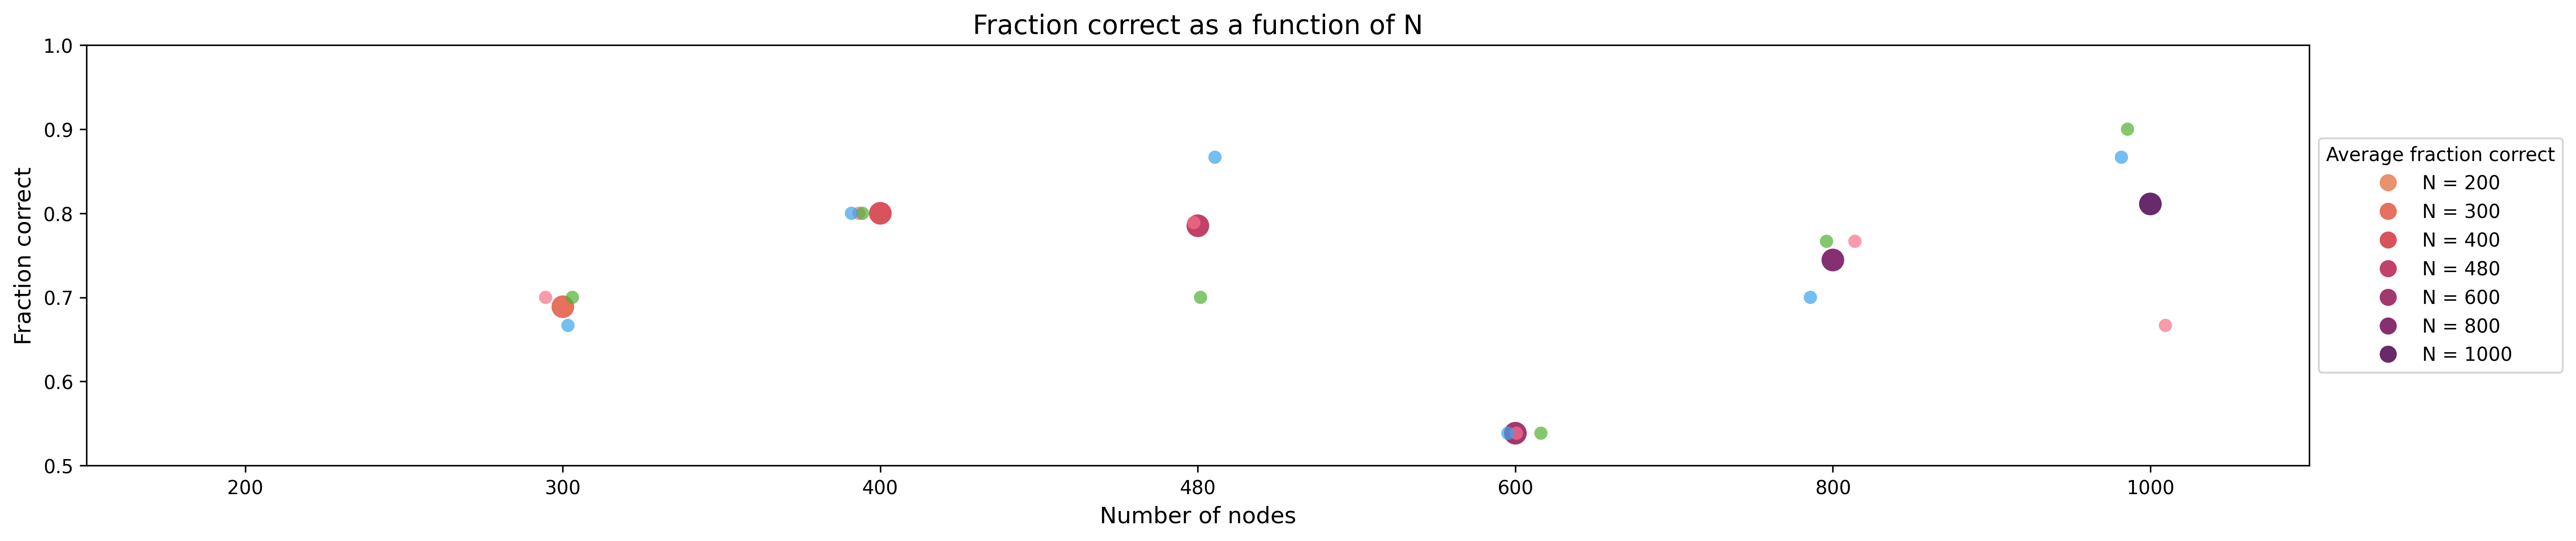 Fraction correct as a function of N
Fraction correct
1.0
0.9
0.8
0.7
0.6
0.5
200 300 400 480 600 800 1000
Number of nodes
Average fraction correct
N = 200
N = 300
N = 400
N = 480
N = 600
N = 800
N = 1000